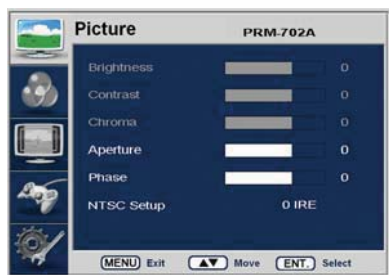 Picture PRM-702A
Brightness 0
Contrast 0
Chroma 0
Aperture 0
Phase 0
NTSC Setup 0 IRE
MENU Exit ▲▼ Move ENT. Select